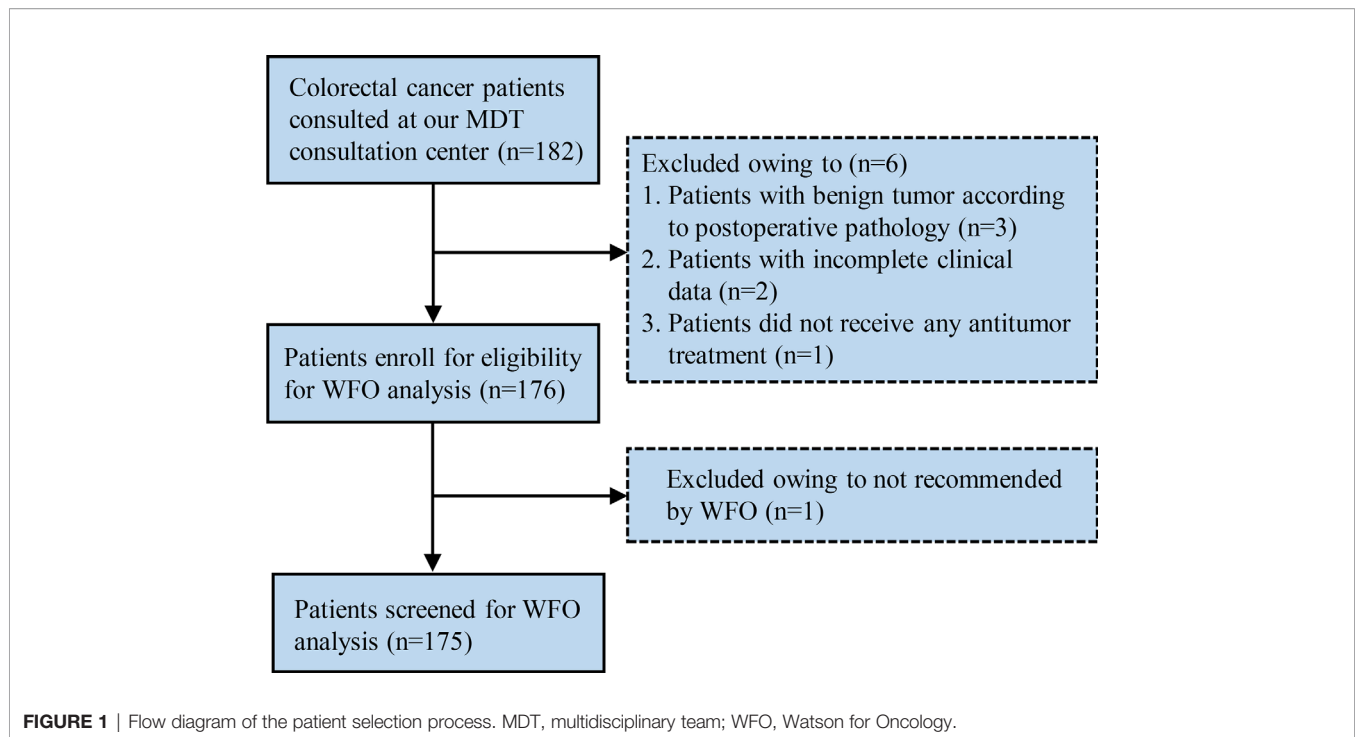 Colorectal cancer patients
consulted at our MDT
consultation center (n=182)
Excluded owing to (n=6)
1. Patients with benign tumor according
to postoperative pathology (n=3)
2. Patients with incomplete clinical
data (n=2)
3. Patients did not receive any antitumor
treatment (n=1)
Patients enroll for eligibility
for WFO analysis (n=176)
Excluded owing to not recommended
by WFO (n=1)
Patients screened for WFO
analysis (n=175)
FIGURE 1 | Flow diagram of the patient selection process. MDT, multidisciplinary team; WFO, Watson for Oncology.